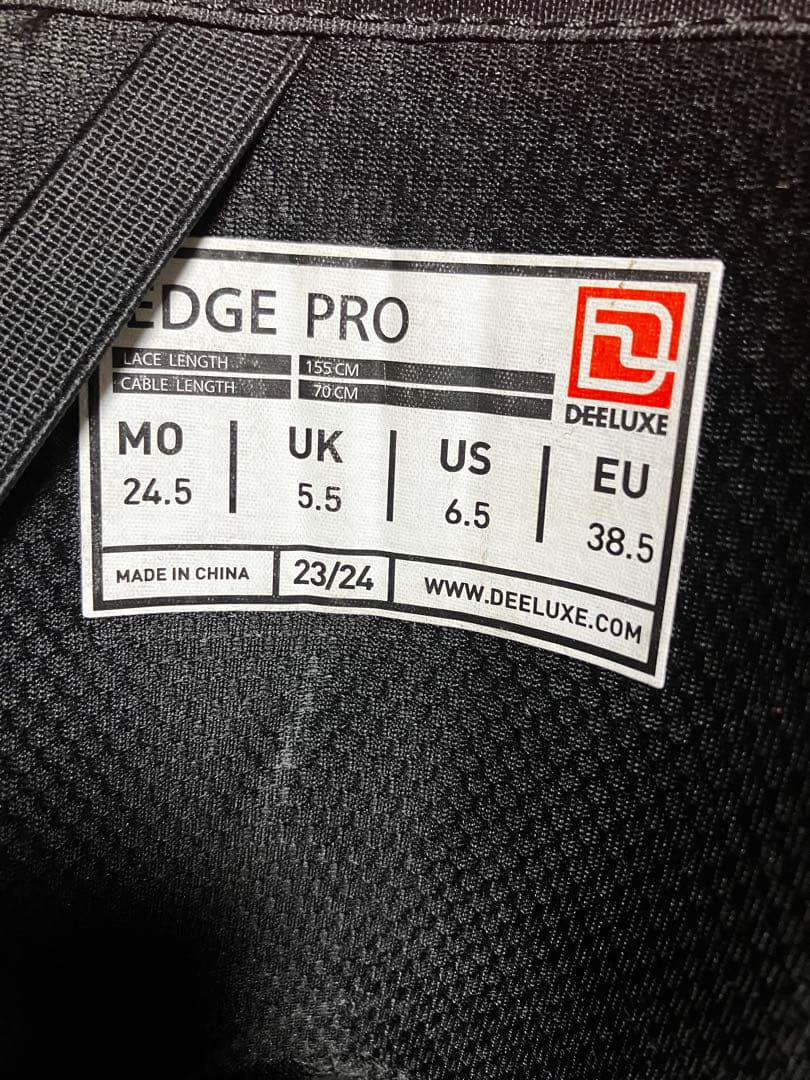 EDGE PRO
LACE LENGTH 155 CM
CABLE LENGTH 70 CM
DEELUXE
MO UK US EU
24.5 5.5 6.5 38.5
MADE IN CHINA 23/24 WWW.DEELUXE.COM